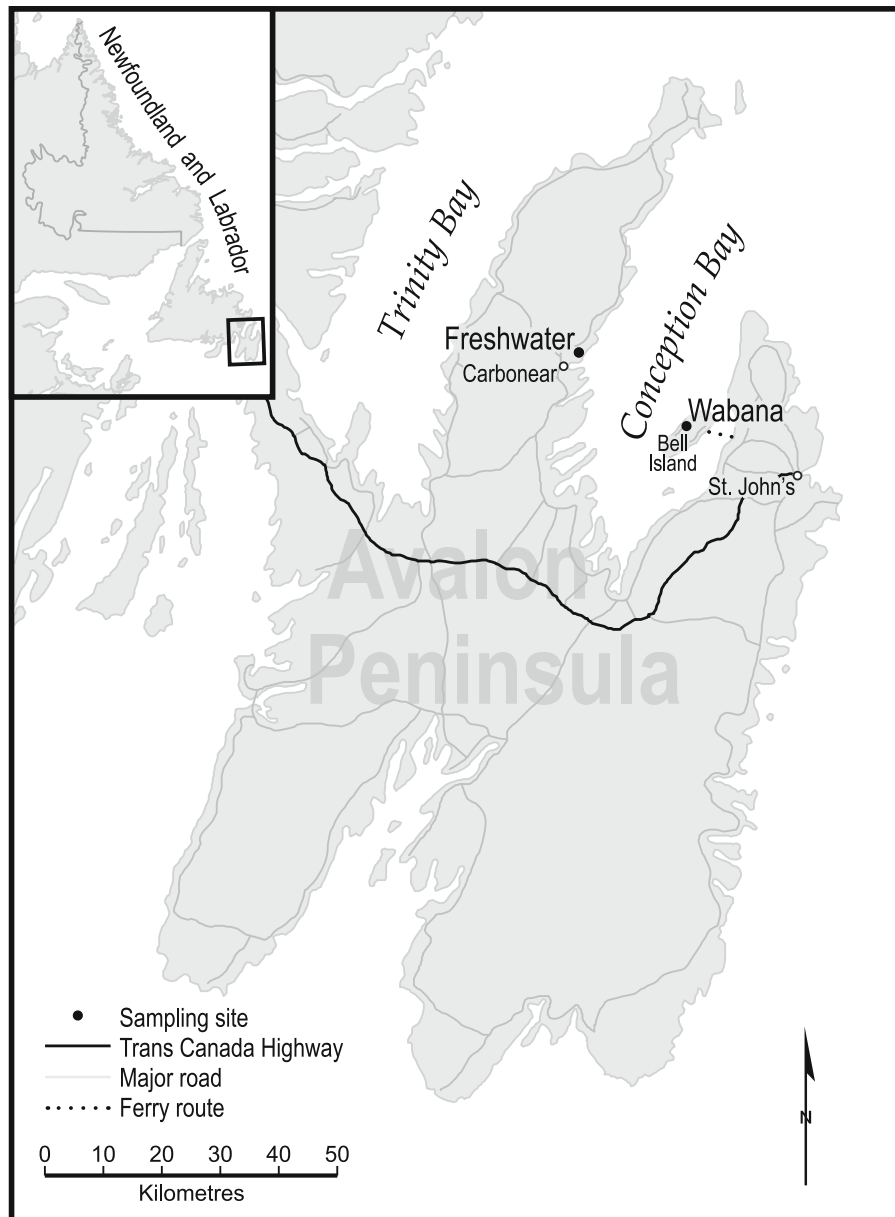 Newfoundland and Labrador
Trinity Bay
Conception Bay
Freshwater
Carbonear
Wabana
Bell
Island
St. John's
Avalon
Peninsula
Sampling site
Trans Canada Highway
Major road
Ferry route
0 10 20 30 40 50
Kilometres
N